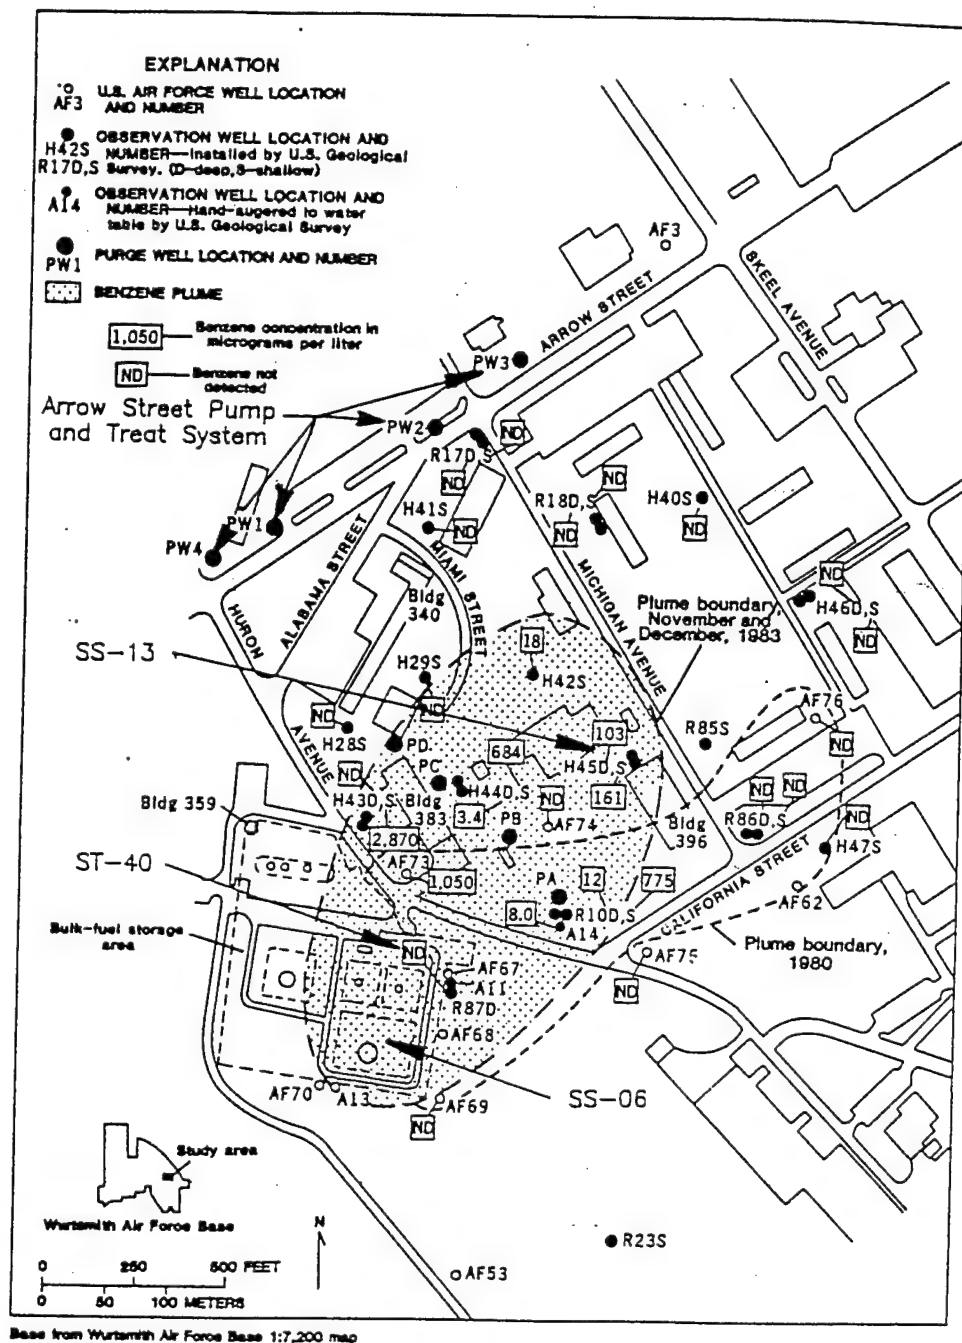 EXPLANATION
AF3
U.S. AIR FORCE WELL LOCATION
AND NUMBER
H42S
R17D,S
OBSERVATION WELL LOCATION AND
NUMBER—Installed by U.S. Geological
Survey. (D-deep,S-shallow)
A14
OBSERVATION WELL LOCATION AND
NUMBER—Hand-augered to water
table by U.S. Geological Survey
PW1
PURGE WELL LOCATION AND NUMBER
BENZENE PLUME
1,050
Benzene concentration in
micrograms per liter
ND
Benzene not
detected
Arrow Street Pump
and Treat System
AF3
SKEEL AVENUE
ARROW STREET
PW3
PW2
R17D,S
ND
ND
R18D,S
ND
ND
H40S
ND
H41S
ND
PW1
PW4
ALABAMA STREET
MIAMI STREET
MICHIGAN AVENUE
HURON
AVENUE
Bldg
340
ND
H46D,S
ND
Plume boundary,
November and
December, 1983
SS-13
18
H42S
H29S
ND
AF76
ND
ND
H28S
PD
684
103
H45D,S
R85S
ND
PC
H44D,S
ND
AF74
161
ND
ND
R86D,S
ND
H47S
Bldg 359
H43D,S
Bldg
383
3.4
PB
Bldg
396
2,870
AF73
1,050
ST-40
PA
12
775
CALIFORNIA STREET
8.0
R10D,S
A14
AF62
Bulk-fuel storage
area
ND
AF67
A11
R87D
AF75
ND
Plume boundary,
1980
AF68
AF70
A13
AF69
ND
SS-06
Study area
Wurtsmith Air Force Base
N
R23S
AF53
0 250 500 FEET
0 50 100 METERS
Base from Wurtsmith Air Force Base 1:7,200 map